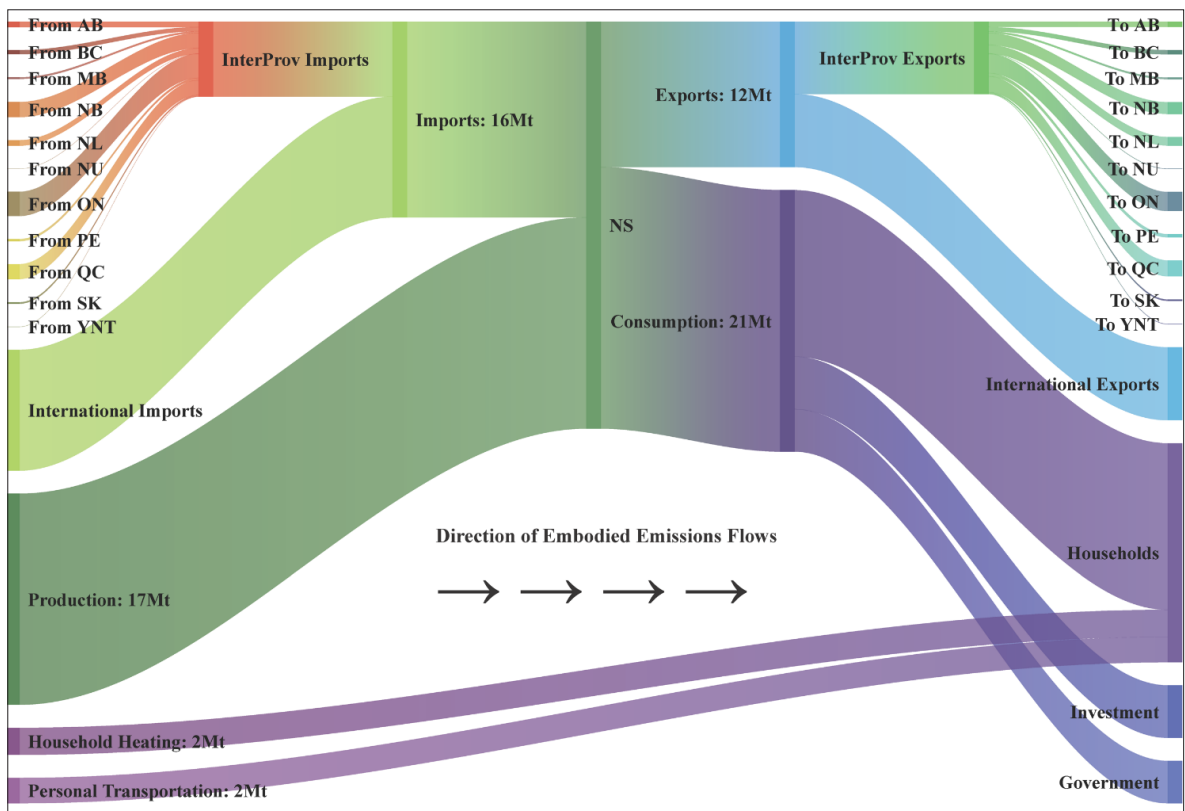 From AB
From BC
From MB
From NB
From NL
From NU
From ON
From PE
From QC
From SK
From YNT
International Imports
Production: 17Mt
Household Heating: 2Mt
Personal Transportation: 2Mt
InterProv Imports
Imports: 16Mt
NS
Exports: 12Mt
Consumption: 21Mt
Direction of Embodied Emissions Flows
InterProv Exports
To AB
To BC
To MB
To NB
To NL
To NU
To ON
To PE
To QC
To SK
To YNT
International Exports
Households
Investment
Government